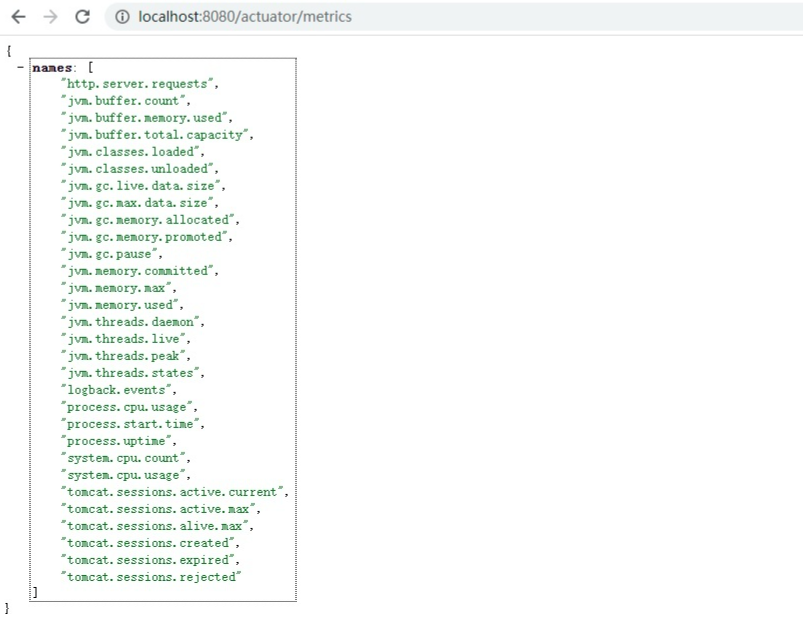 localhost:8080/actuator/metrics
{
− names: [
"http.server.requests",
"jvm.buffer.count",
"jvm.buffer.memory.used",
"jvm.buffer.total.capacity",
"jvm.classes.loaded",
"jvm.classes.unloaded",
"jvm.gc.live.data.size",
"jvm.gc.max.data.size",
"jvm.gc.memory.allocated",
"jvm.gc.memory.promoted",
"jvm.gc.pause",
"jvm.memory.committed",
"jvm.memory.max",
"jvm.memory.used",
"jvm.threads.daemon",
"jvm.threads.live",
"jvm.threads.peak",
"jvm.threads.states",
"logback.events",
"process.cpu.usage",
"process.start.time",
"process.uptime",
"system.cpu.count",
"system.cpu.usage",
"tomcat.sessions.active.current",
"tomcat.sessions.active.max",
"tomcat.sessions.alive.max",
"tomcat.sessions.created",
"tomcat.sessions.expired",
"tomcat.sessions.rejected"
]
}